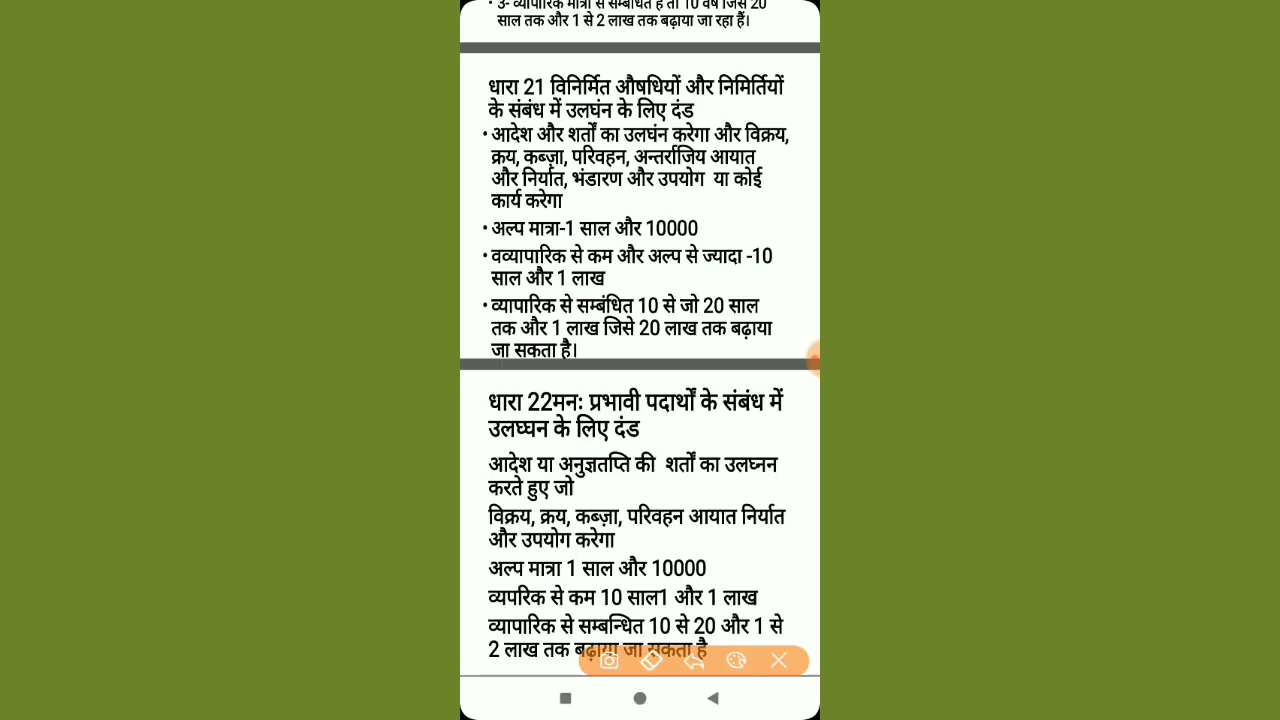 • 3- व्यापारिक मात्रा से सम्बंधित है तो 10 वर्ष जिसे 20
साल तक और 1 से 2 लाख तक बढ़ाया जा रहा हैं।
धारा 21 विनिर्मित औषधियों और निमिर्तियों
के संबंध में उलघंन के लिए दंड
• आदेश और शर्तों का उलघंन करेगा और विक्रय,
क्रय, कब्ज़ा, परिवहन, अन्तर्राजिय आयात
और निर्यात, भंडारण और उपयोग या कोई
कार्य करेगा
• अल्प मात्रा-1 साल और 10000
• वव्यापारिक से कम और अल्प से ज्यादा -10
साल और 1 लाख
• व्यापारिक से सम्बंधित 10 से जो 20 साल
तक और 1 लाख जिसे 20 लाख तक बढ़ाया
जा सकता है।
धारा 22मनः प्रभावी पदार्थों के संबंध में
उलघ्घन के लिए दंड
आदेश या अनुज्ञतप्ति की शर्तों का उलघ्नन
करते हुए जो
विक्रय, क्रय, कब्ज़ा, परिवहन आयात निर्यात
और उपयोग करेगा
अल्प मात्रा 1 साल और 10000
व्यपरिक से कम 10 साल1 और 1 लाख
व्यापारिक से सम्बन्धित 10 से 20 और 1 से
2 लाख तक बढ़ाया जा सकता है